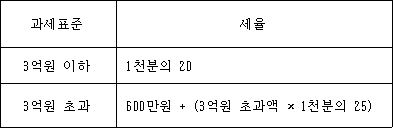 과세표준 세율
3억원 이하 1천분의 20
3억원 초과 600만원 + (3억원 초과액 × 1천분의 25)